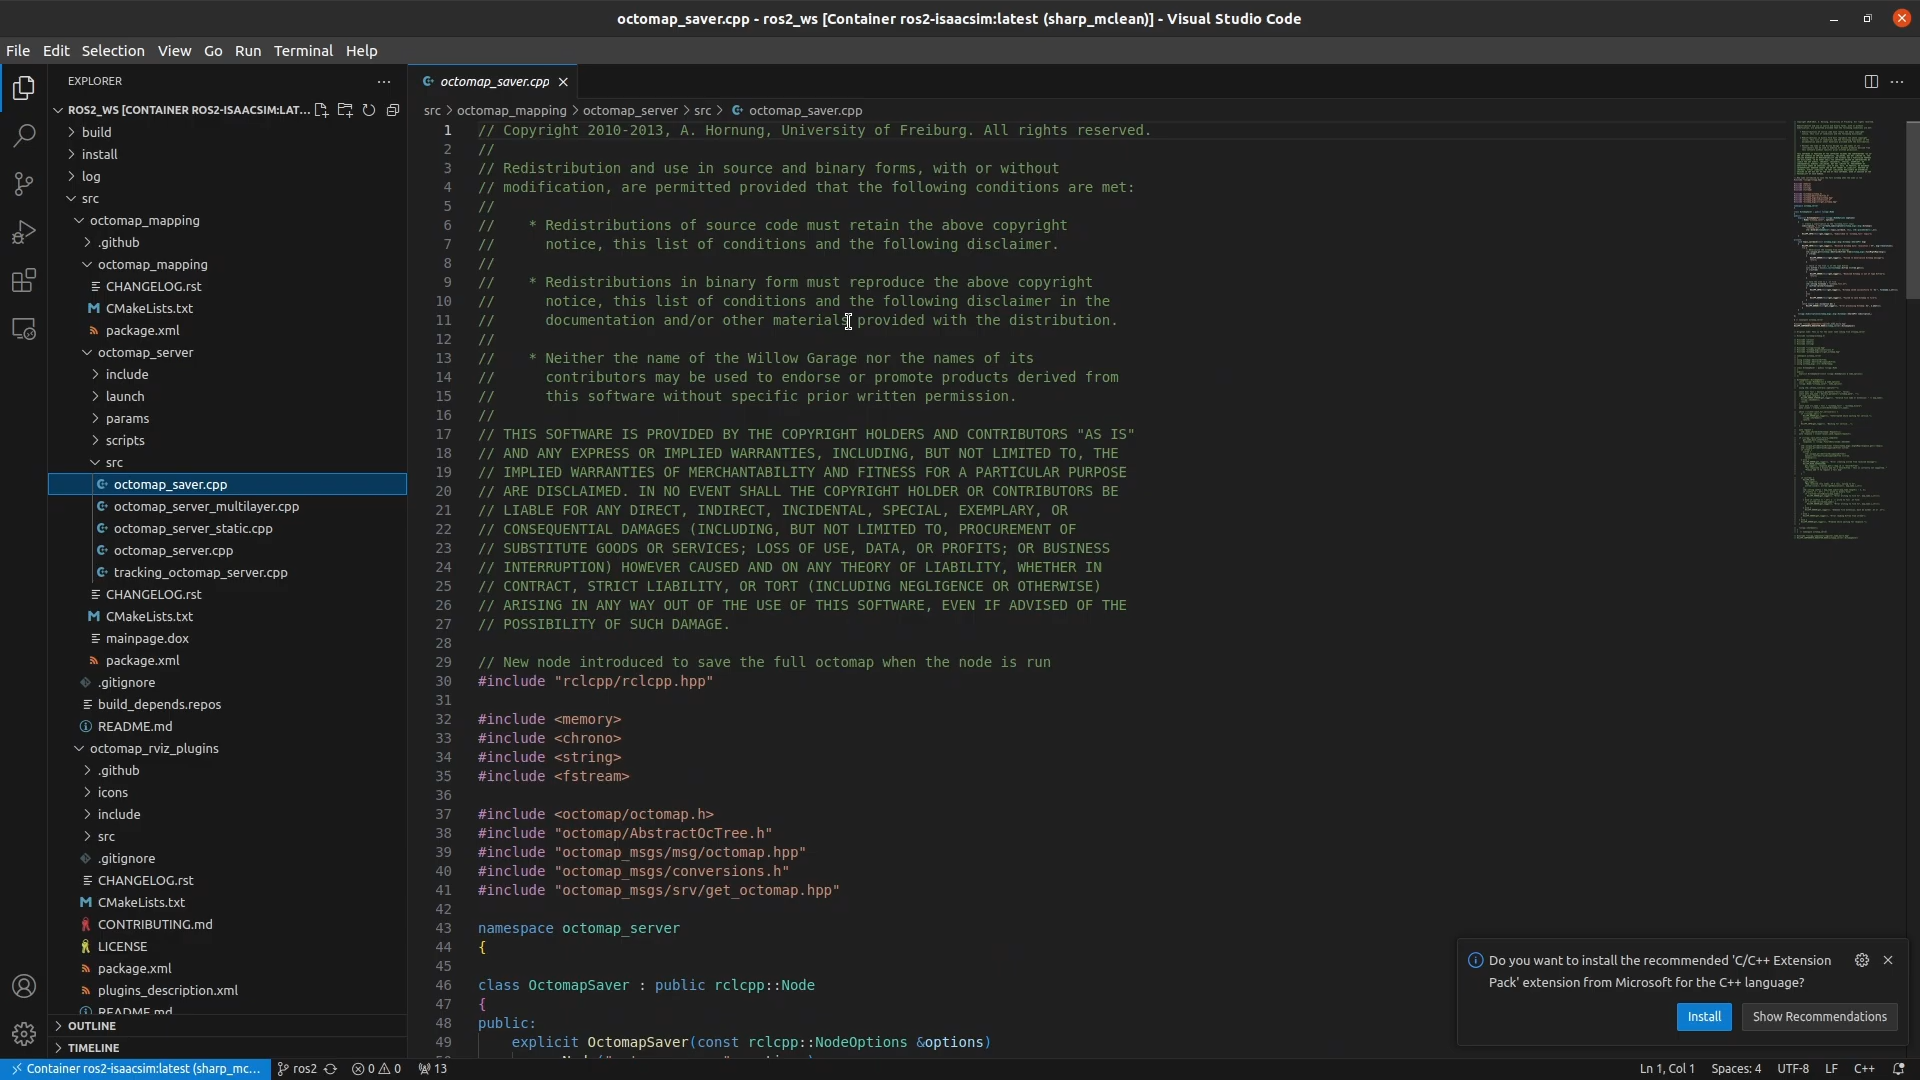 octomap_saver.cpp - ros2_ws [Container ros2-isaacsim:latest (sharp_mclean)] - Visual Studio Code
File Edit Selection View Go Run Terminal Help
EXPLORER
ROS2_WS [CONTAINER ROS2-ISAACSIM:LAT...
build
install
log
src
octomap_mapping
.github
octomap_mapping
CHANGELOG.rst
CMakeLists.txt
package.xml
octomap_server
include
launch
params
scripts
src
octomap_saver.cpp
octomap_server_multilayer.cpp
octomap_server_static.cpp
octomap_server.cpp
tracking_octomap_server.cpp
CHANGELOG.rst
CMakeLists.txt
mainpage.dox
package.xml
.gitignore
build_depends.repos
README.md
octomap_rviz_plugins
.github
icons
include
src
.gitignore
CHANGELOG.rst
CMakeLists.txt
CONTRIBUTING.md
LICENSE
package.xml
plugins_description.xml
README.md
OUTLINE
TIMELINE
octomap_saver.cpp
src > octomap_mapping > octomap_server > src > octomap_saver.cpp
1 // Copyright 2010-2013, A. Hornung, University of Freiburg. All rights reserved.
2 //
3 // Redistribution and use in source and binary forms, with or without
4 // modification, are permitted provided that the following conditions are met:
5 //
6 //    * Redistributions of source code must retain the above copyright
7 //      notice, this list of conditions and the following disclaimer.
8 //
9 //    * Redistributions in binary form must reproduce the above copyright
10 //      notice, this list of conditions and the following disclaimer in the
11 //      documentation and/or other materials provided with the distribution.
12 //
13 //    * Neither the name of the Willow Garage nor the names of its
14 //      contributors may be used to endorse or promote products derived from
15 //      this software without specific prior written permission.
16 //
17 // THIS SOFTWARE IS PROVIDED BY THE COPYRIGHT HOLDERS AND CONTRIBUTORS "AS IS"
18 // AND ANY EXPRESS OR IMPLIED WARRANTIES, INCLUDING, BUT NOT LIMITED TO, THE
19 // IMPLIED WARRANTIES OF MERCHANTABILITY AND FITNESS FOR A PARTICULAR PURPOSE
20 // ARE DISCLAIMED. IN NO EVENT SHALL THE COPYRIGHT HOLDER OR CONTRIBUTORS BE
21 // LIABLE FOR ANY DIRECT, INDIRECT, INCIDENTAL, SPECIAL, EXEMPLARY, OR
22 // CONSEQUENTIAL DAMAGES (INCLUDING, BUT NOT LIMITED TO, PROCUREMENT OF
23 // SUBSTITUTE GOODS OR SERVICES; LOSS OF USE, DATA, OR PROFITS; OR BUSINESS
24 // INTERRUPTION) HOWEVER CAUSED AND ON ANY THEORY OF LIABILITY, WHETHER IN
25 // CONTRACT, STRICT LIABILITY, OR TORT (INCLUDING NEGLIGENCE OR OTHERWISE)
26 // ARISING IN ANY WAY OUT OF THE USE OF THIS SOFTWARE, EVEN IF ADVISED OF THE
27 // POSSIBILITY OF SUCH DAMAGE.
28
29 // New node introduced to save the full octomap when the node is run
30 #include "rclcpp/rclcpp.hpp"
31
32 #include <memory>
33 #include <chrono>
34 #include <string>
35 #include <fstream>
36
37 #include <octomap/octomap.h>
38 #include "octomap/AbstractOcTree.h"
39 #include "octomap_msgs/msg/octomap.hpp"
40 #include "octomap_msgs/conversions.h"
41 #include "octomap_msgs/srv/get_octomap.hpp"
42
43 namespace octomap_server
44 {
45
46 class OctomapSaver : public rclcpp::Node
47 {
48 public:
49     explicit OctomapSaver(const rclcpp::NodeOptions &options)
Do you want to install the recommended 'C/C++ Extension
Pack' extension from Microsoft for the C++ language?
Install Show Recommendations
Container ros2-isaacsim:latest (sharp_mc... ros2 0 0 13 Ln 1, Col 1 Spaces: 4 UTF-8 LF C++